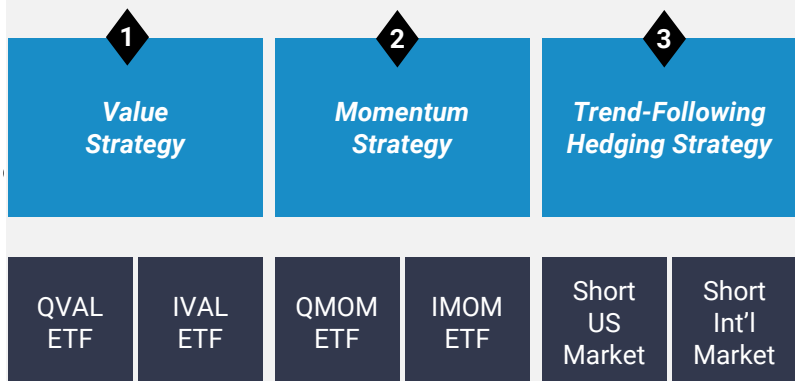 1
2
3
Value
Strategy
Momentum
Strategy
Trend-Following
Hedging Strategy
QVAL
ETF
IVAL
ETF
QMOM
ETF
IMOM
ETF
Short
US
Market
Short
Int'l
Market